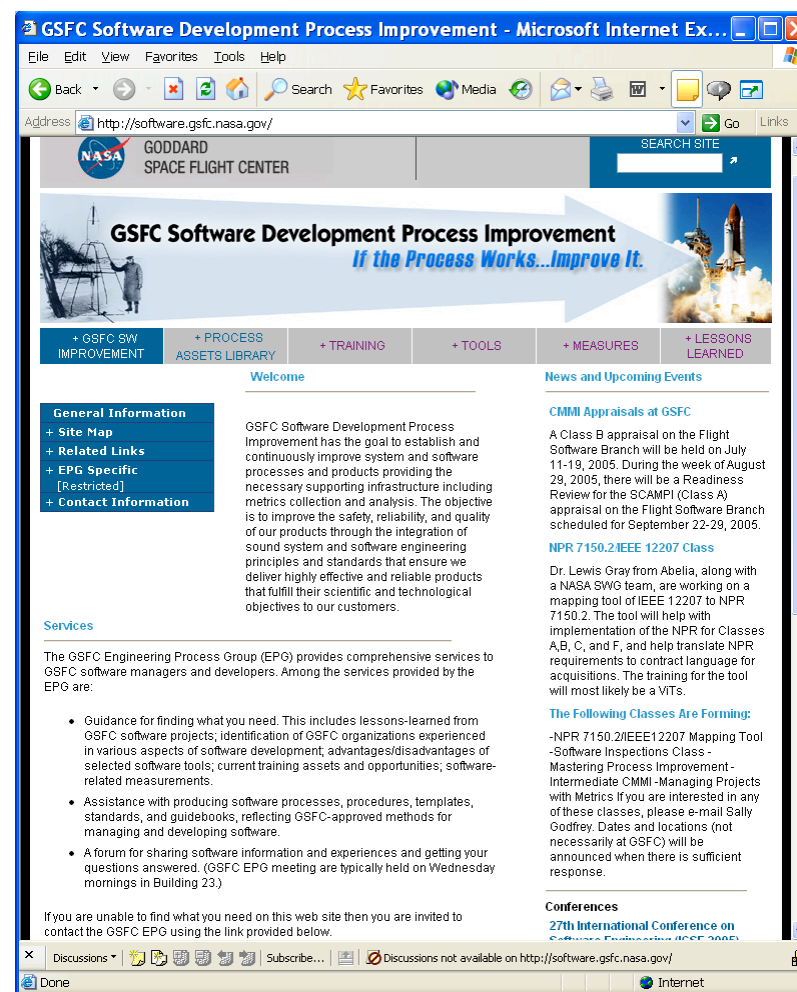 GSFC Software Development Process Improvement - Microsoft Internet Ex...
File Edit View Favorites Tools Help
Back Search Favorites Media
Address http://software.gsfc.nasa.gov/ Go Links
NASA
GODDARD
SPACE FLIGHT CENTER
SEARCH SITE
GSFC Software Development Process Improvement
If the Process Works...Improve It.
+ GSFC SW
IMPROVEMENT
+ PROCESS
ASSETS LIBRARY
+ TRAINING
+ TOOLS
+ MEASURES
+ LESSONS
LEARNED
General Information
+ Site Map
+ Related Links
+ EPG Specific
[Restricted]
+ Contact Information
Welcome
GSFC Software Development Process
Improvement has the goal to establish and
continuously improve system and software
processes and products providing the
necessary supporting infrastructure including
metrics collection and analysis. The objective
is to improve the safety, reliability, and quality
of our products through the integration of
sound system and software engineering
principles and standards that ensure we
deliver highly effective and reliable products
that fulfill their scientific and technological
objectives to our customers.
Services
The GSFC Engineering Process Group (EPG) provides comprehensive services to
GSFC software managers and developers. Among the services provided by the
EPG are:
• Guidance for finding what you need. This includes lessons-learned from
GSFC software projects; identification of GSFC organizations experienced
in various aspects of software development; advantages/disadvantages of
selected software tools; current training assets and opportunities; software-
related measurements.
• Assistance with producing software processes, procedures, templates,
standards, and guidebooks, reflecting GSFC-approved methods for
managing and developing software.
• A forum for sharing software information and experiences and getting your
questions answered. (GSFC EPG meeting are typically held on Wednesday
mornings in Building 23.)
If you are unable to find what you need on this web site then you are invited to
contact the GSFC EPG using the link provided below.
News and Upcoming Events
CMMI Appraisals at GSFC
A Class B appraisal on the Flight
Software Branch will be held on July
11-19, 2005. During the week of August
29, 2005, there will be a Readiness
Review for the SCAMPI (Class A)
appraisal on the Flight Software Branch
scheduled for September 22-29, 2005.
NPR 7150.2/IEEE 12207 Class
Dr. Lewis Gray from Abelia, along with
a NASA SWG team, are working on a
mapping tool of IEEE 12207 to NPR
7150.2. The tool will help with
implementation of the NPR for Classes
A,B, C, and F, and help translate NPR
requirements to contract language for
acquisitions. The training for the tool
will most likely be a ViTs.
The Following Classes Are Forming:
-NPR 7150.2/IEEE12207 Mapping Tool
-Software Inspections Class -
Mastering Process Improvement -
Intermediate CMMI -Managing Projects
with Metrics If you are interested in any
of these classes, please e-mail Sally
Godfrey. Dates and locations (not
necessarily at GSFC) will be
announced when there is sufficient
response.
Conferences
27th International Conference on
Software Engineering (ICSE 2005)
Discussions Subscribe... Discussions not available on http://software.gsfc.nasa.gov/
Done Internet